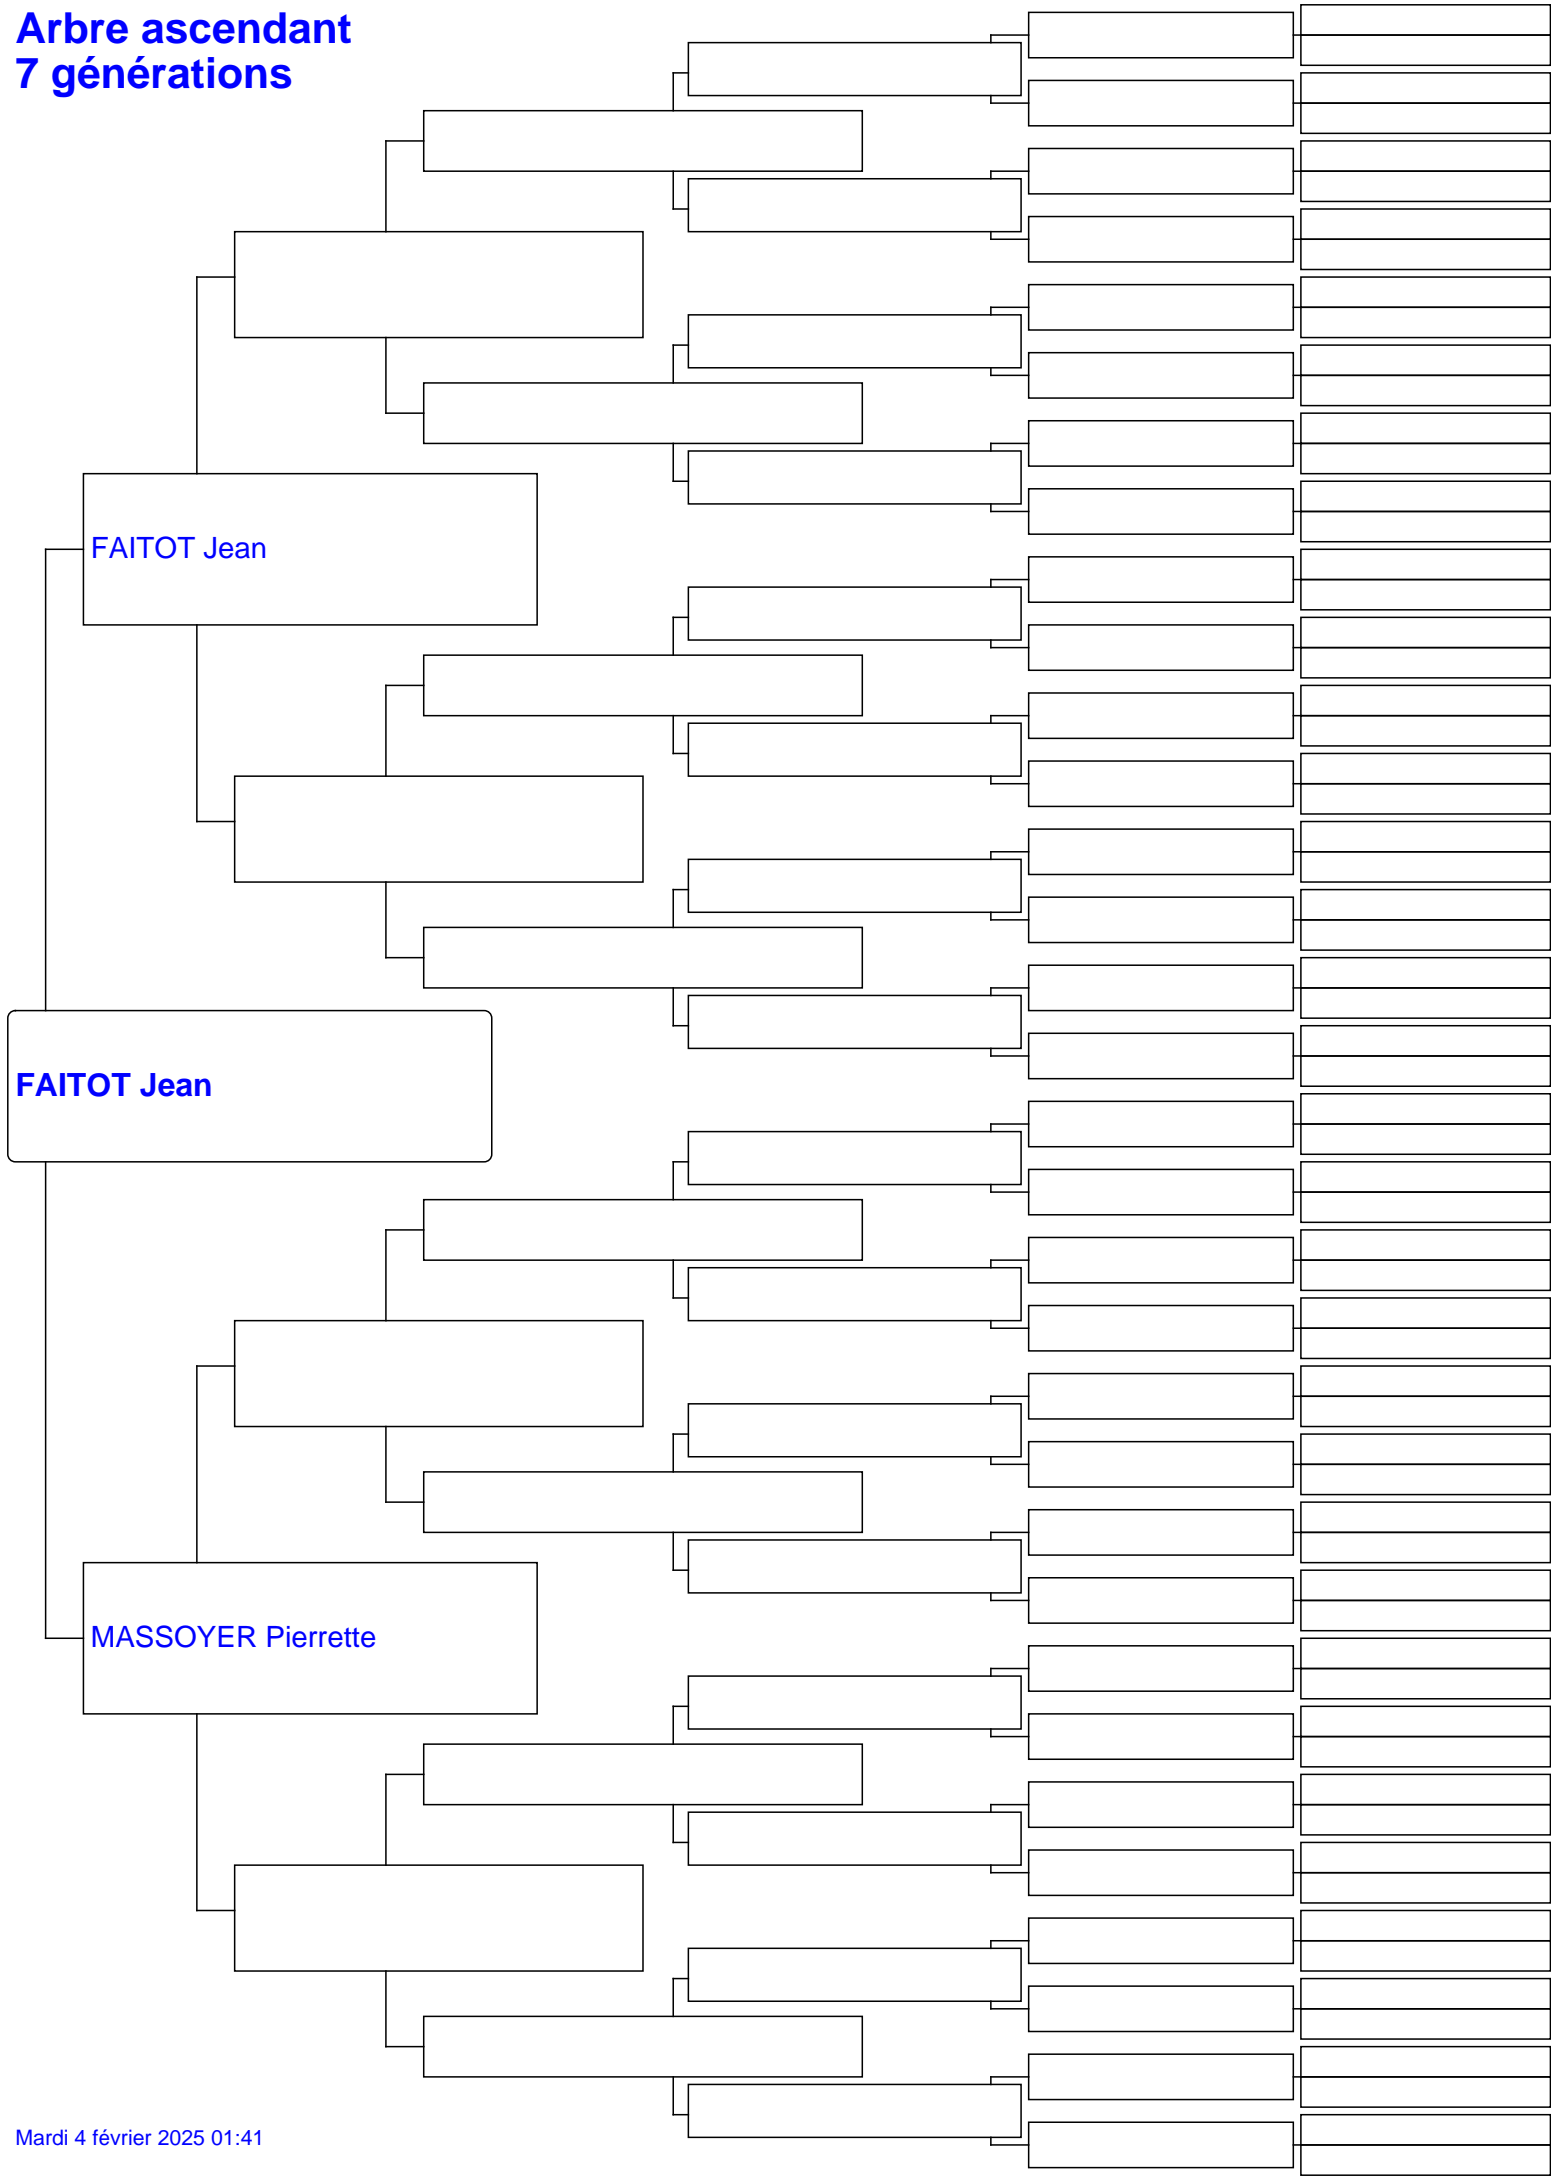 Arbre ascendant
7 générations
FAITOT Jean
FAITOT Jean
MASSOYER Pierrette
Mardi 4 février 2025 01:41